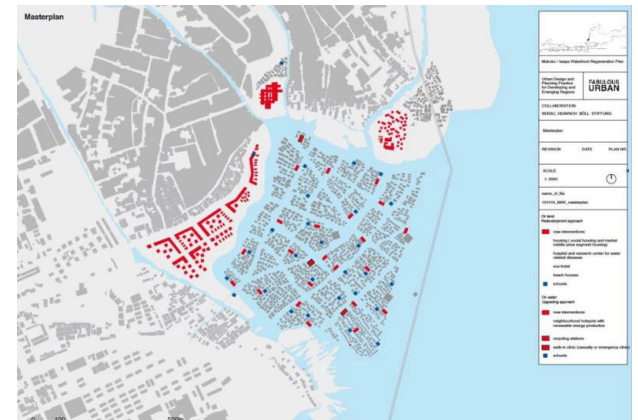 Masterplan
Makoko / Iwaya Waterfront Regeneration Plan
Urban Design and
Planning Practice
for Developing and
Emerging Regions
FABULOUS
URBAN
COLLABORATION
SERAC, HEINRICH BÖLL STIFTUNG
Masterplan
REVISION DATE PLAN NR.
SCALE
name_of_file
On land
Redevelopment approach
new interventions:
housing / social housing and market
middle price segment housing)
hospital and research center for water
related diseases
eco-hotel
beach houses
schools
On water
Upgrading approach
new interventions:
neighbourhood hotspots with
renewable energy production
recycling stations
walk-in clinic (casualty or emergency clinic)
schools
0 100 500m